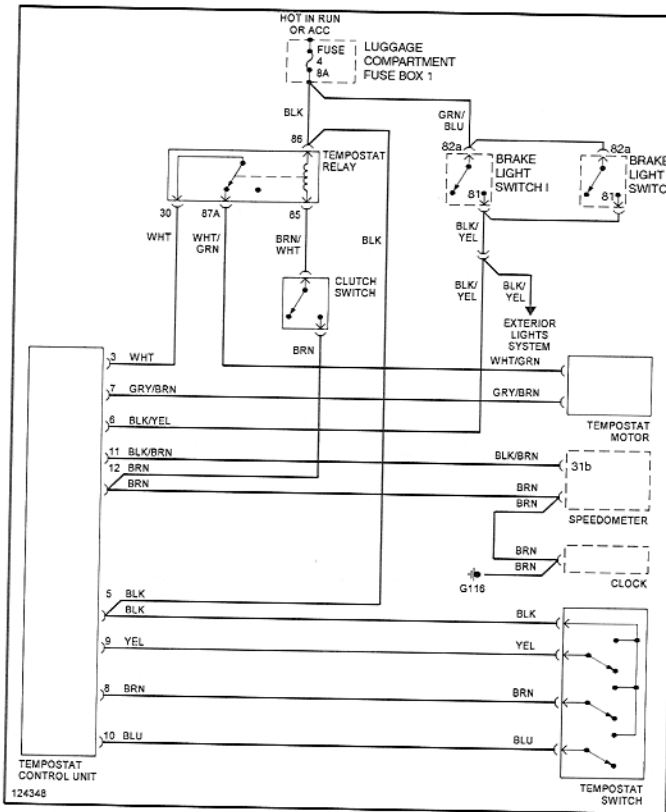 HOT IN RUN
OR ACC
FUSE
4
8A
LUGGAGE
COMPARTMENT
FUSE BOX 1
BLK
GRN/
BLU
86
TEMPOSTAT
RELAY
82a
BRAKE
LIGHT
SWITCH I
81
82a
BRAKE
LIGHT
SWITC
81
30
87A
85
WHT
WHT/
GRN
BRN/
WHT
BLK
BLK/
YEL
CLUTCH
SWITCH
BLK/
YEL
BLK/
YEL
EXTERIOR
LIGHTS
SYSTEM
BRN
3 WHT
WHT/GRN
7 GRY/BRN
GRY/BRN
6 BLK/YEL
TEMPOSTAT
MOTOR
11 BLK/BRN
BLK/BRN
31b
12 BRN
BRN
BRN
BRN
SPEEDOMETER
BRN
BRN
CLOCK
G116
5 BLK
BLK
BLK
9 YEL
YEL
8 BRN
BRN
10 BLU
BLU
TEMPOSTAT
CONTROL UNIT
TEMPOSTAT
SWITCH
124348